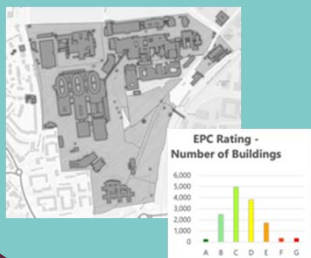 EPC Rating -
Number of Buildings
6,000
5,000
4,000
3,000
2,000
1,000
0
A B C D E F G